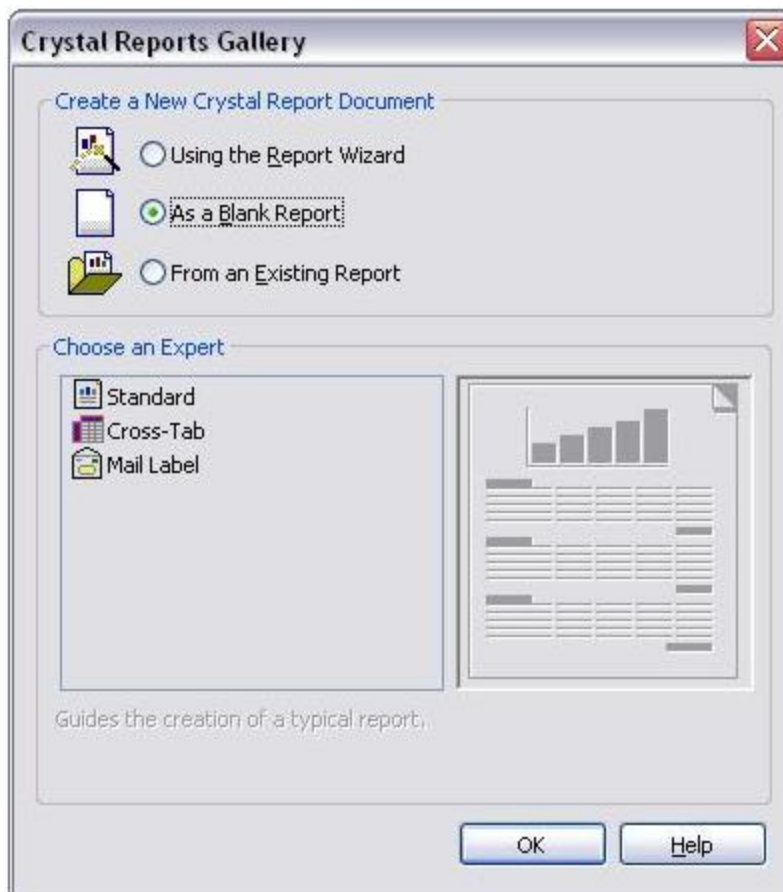 Crystal Reports Gallery
Create a New Crystal Report Document
Using the Report Wizard
As a Blank Report
From an Existing Report
Choose an Expert
Standard
Cross-Tab
Mail Label
Guides the creation of a typical report.
OK
Help